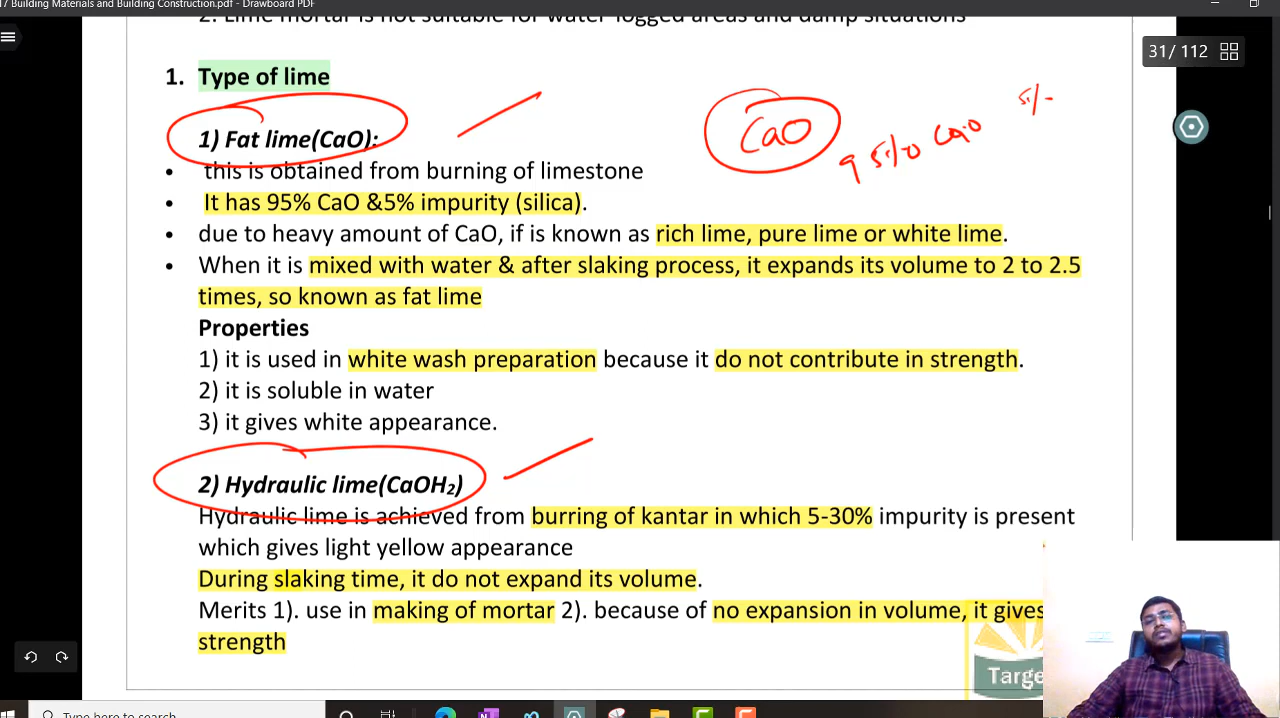 17 Building Materials and Building Construction.pdf - Drawboard PDF
2. Lime mortar is not suitable for water logged areas and damp situations
31/ 112
1. Type of lime
CaO
95% CaO
5%
1) Fat lime(CaO):
• this is obtained from burning of limestone
• It has 95% CaO &5% impurity (silica).
• due to heavy amount of CaO, if is known as rich lime, pure lime or white lime.
• When it is mixed with water & after slaking process, it expands its volume to 2 to 2.5
times, so known as fat lime
Properties
1) it is used in white wash preparation because it do not contribute in strength.
2) it is soluble in water
3) it gives white appearance.
2) Hydraulic lime(CaOH₂)
Hydraulic lime is achieved from burring of kantar in which 5-30% impurity is present
which gives light yellow appearance
During slaking time, it do not expand its volume.
Merits 1). use in making of mortar 2). because of no expansion in volume, it gives
strength
Targe
Type here to search